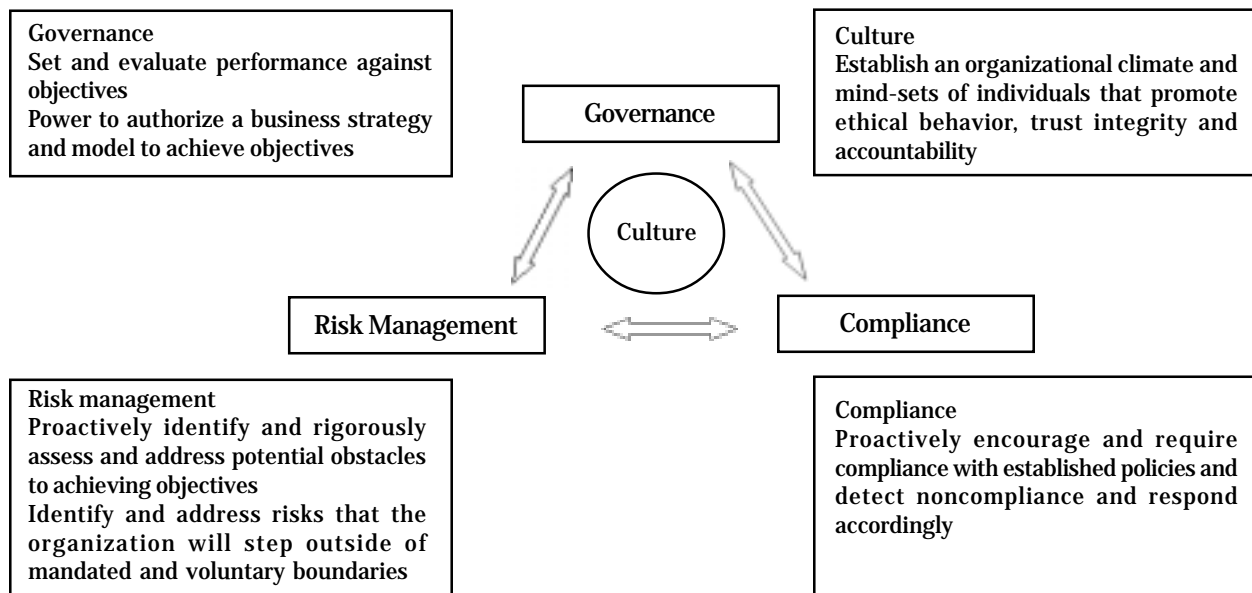 Governance
Set and evaluate performance against
objectives
Power to authorize a business strategy
and model to achieve objectives
Culture
Establish an organizational climate and
mind-sets of individuals that promote
ethical behavior, trust integrity and
accountability
Governance
Culture
Risk Management
Compliance
Risk management
Proactively identify and rigorously
assess and address potential obstacles
to achieving objectives
Identify and address risks that the
organization will step outside of
mandated and voluntary boundaries
Compliance
Proactively encourage and require
compliance with established policies and
detect noncompliance and respond
accordingly